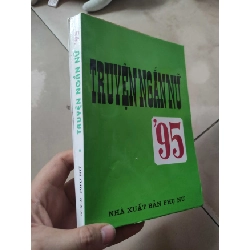 TRUYỆN NGẮN NỮ
'95
NHÀ XUẤT BẢN PHỤ NỮ
TRUYỆN NGẮN NỮ